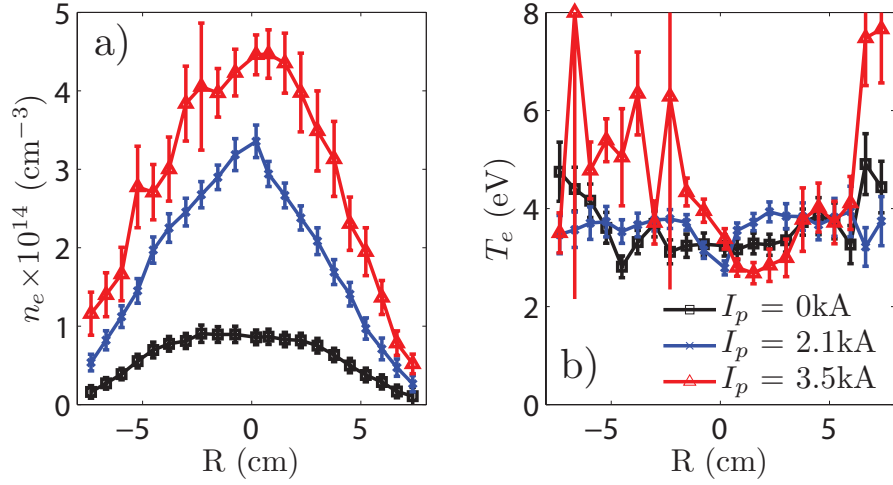 a)
5
4
3
2
1
0
n_e×10^14 (cm^−3)
−5
0
5
R (cm)
b)
8
6
4
2
0
T_e (eV)
I_p = 0kA
I_p = 2.1kA
I_p = 3.5kA
−5
0
5
R (cm)